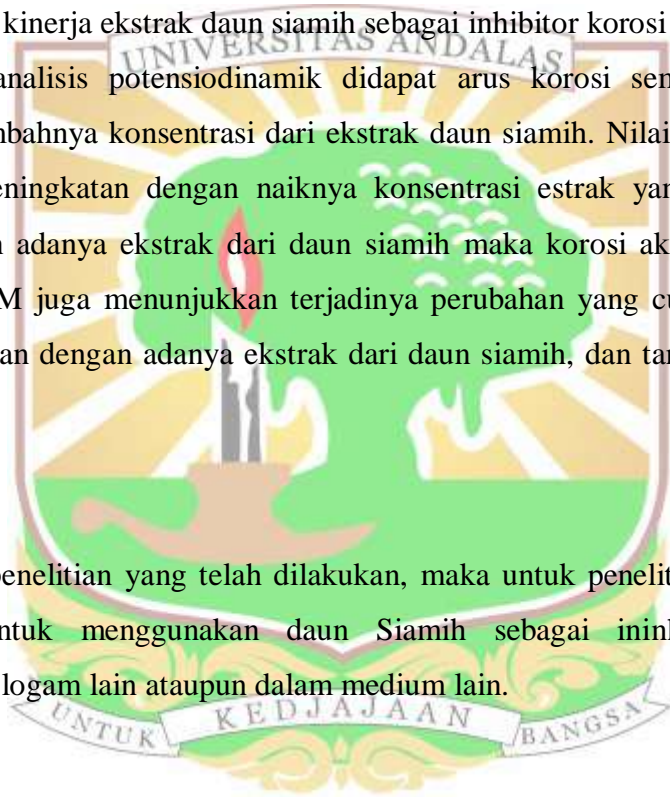 kinerja ekstrak daun siamih sebagai inhibitor korosi
UNIVERSITAS ANDALAS
analisis potensiodinamik didapat arus korosi sem
mbahnya konsentrasi dari ekstrak daun siamih. Nilai
eningkatan dengan naiknya konsentrasi estrak yan
n adanya ekstrak dari daun siamih maka korosi ak
M juga menunjukkan terjadinya perubahan yang cu
an dengan adanya ekstrak dari daun siamih, dan tan
penelitian yang telah dilakukan, maka untuk penelit
ntuk menggunakan daun Siamih sebagai inin
logam lain ataupun dalam medium lain.
UNTUK KEDJAJAAN BANGSA